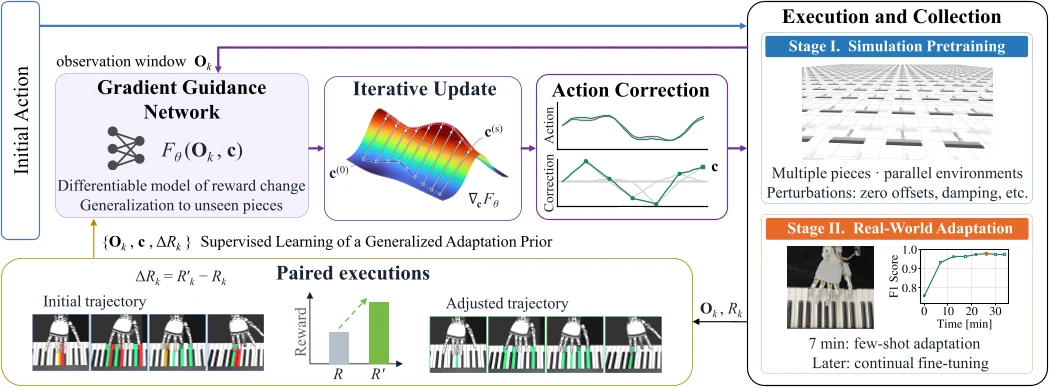 Initial Action
observation window O_k
Gradient Guidance
Network
F_θ(O_k, c)
Differentiable model of reward change
Generalization to unseen pieces
Iterative Update
c^(s)
c^(0)
∇_c F_θ
Action Correction
Action
Correction
c
Execution and Collection
Stage I. Simulation Pretraining
Multiple pieces · parallel environments
Perturbations: zero offsets, damping, etc.
Stage II. Real-World Adaptation
F1 Score
1.0
0.9
0.8
0 10 20 30
Time [min]
7 min: few-shot adaptation
Later: continual fine-tuning
{O_k, c, ΔR_k} Supervised Learning of a Generalized Adaptation Prior
O_k, R_k
Paired executions
ΔR_k = R'_k − R_k
Initial trajectory
Reward
R R'
Adjusted trajectory